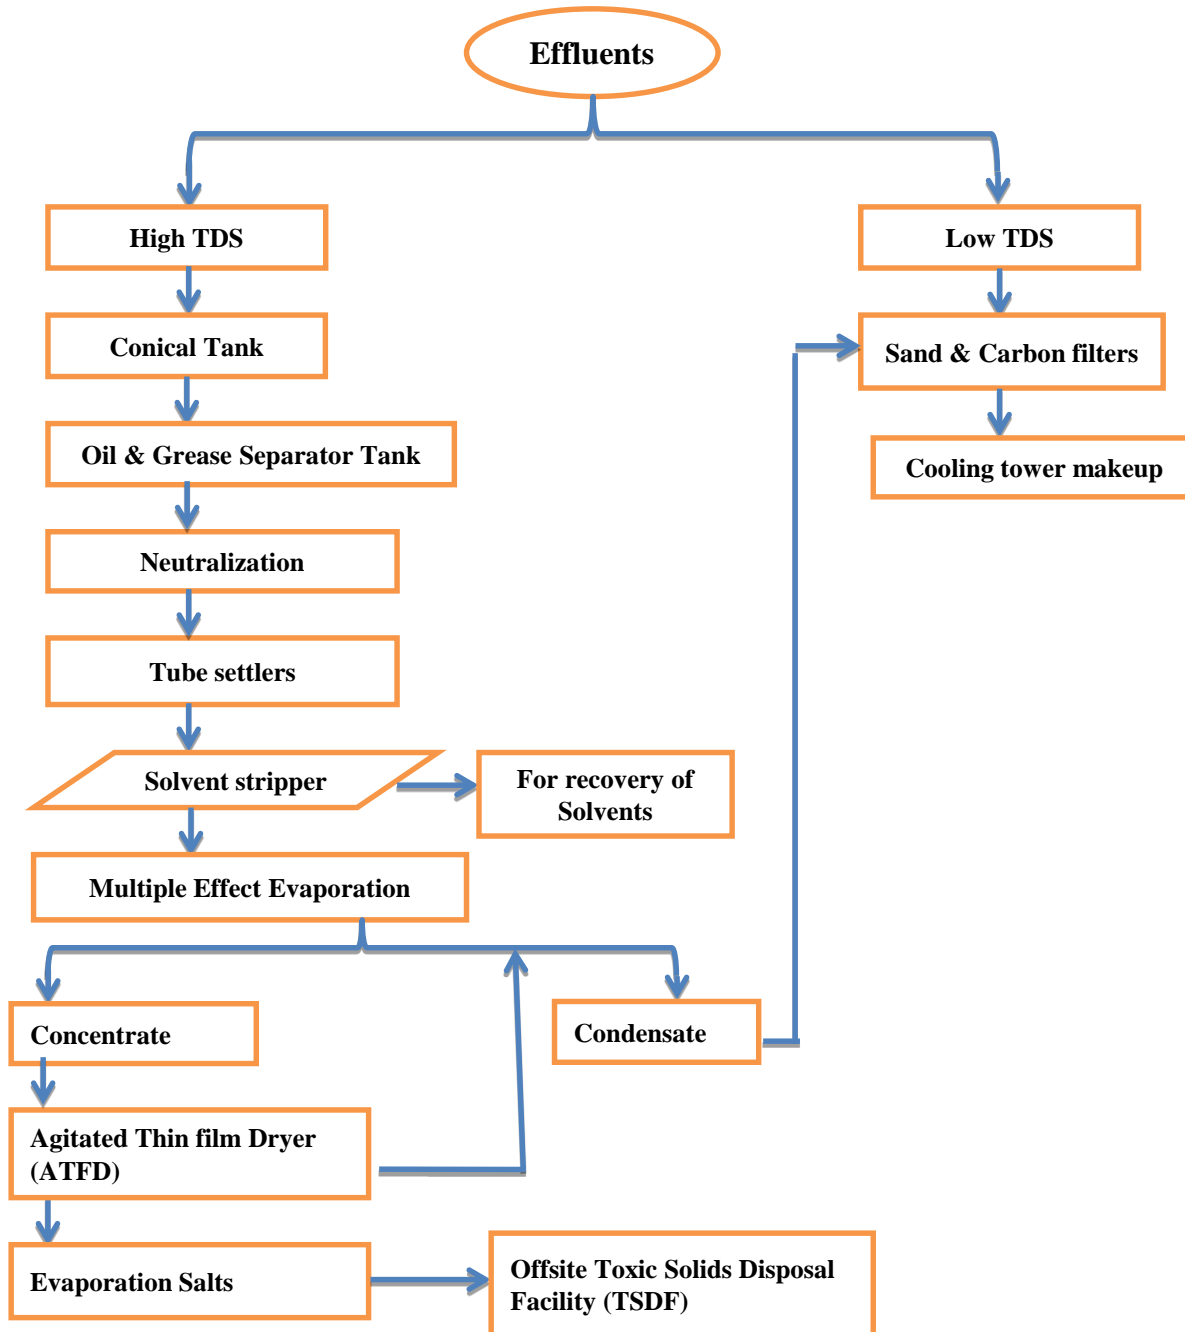 Effluents
High TDS
Low TDS
Conical Tank
Sand & Carbon filters
Oil & Grease Separator Tank
Cooling tower makeup
Neutralization
Tube settlers
Solvent stripper
For recovery of
Solvents
Multiple Effect Evaporation
Concentrate
Condensate
Agitated Thin film Dryer
(ATFD)
Evaporation Salts
Offsite Toxic Solids Disposal
Facility (TSDF)